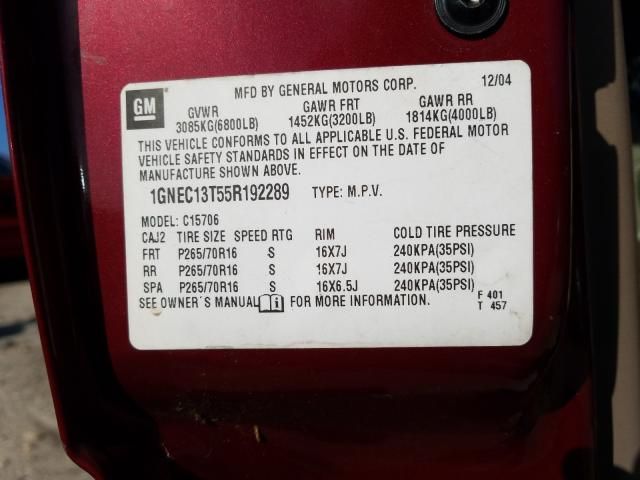 MFD BY GENERAL MOTORS CORP. 12/04
GM
GVWR GAWR FRT GAWR RR
3085KG(6800LB) 1452KG(3200LB) 1814KG(4000LB)
THIS VEHICLE CONFORMS TO ALL APPLICABLE U.S. FEDERAL MOTOR
VEHICLE SAFETY STANDARDS IN EFFECT ON THE DATE OF
MANUFACTURE SHOWN ABOVE.
1GNEC13T55R192289 TYPE: M.P.V.
MODEL: C15706
CAJ2 TIRE SIZE SPEED RTG RIM COLD TIRE PRESSURE
FRT P265/70R16 S 16X7J 240KPA(35PSI)
RR P265/70R16 S 16X7J 240KPA(35PSI)
SPA P265/70R16 S 16X6.5J 240KPA(35PSI)
SEE OWNER'S MANUAL i FOR MORE INFORMATION.
F 401
T 457